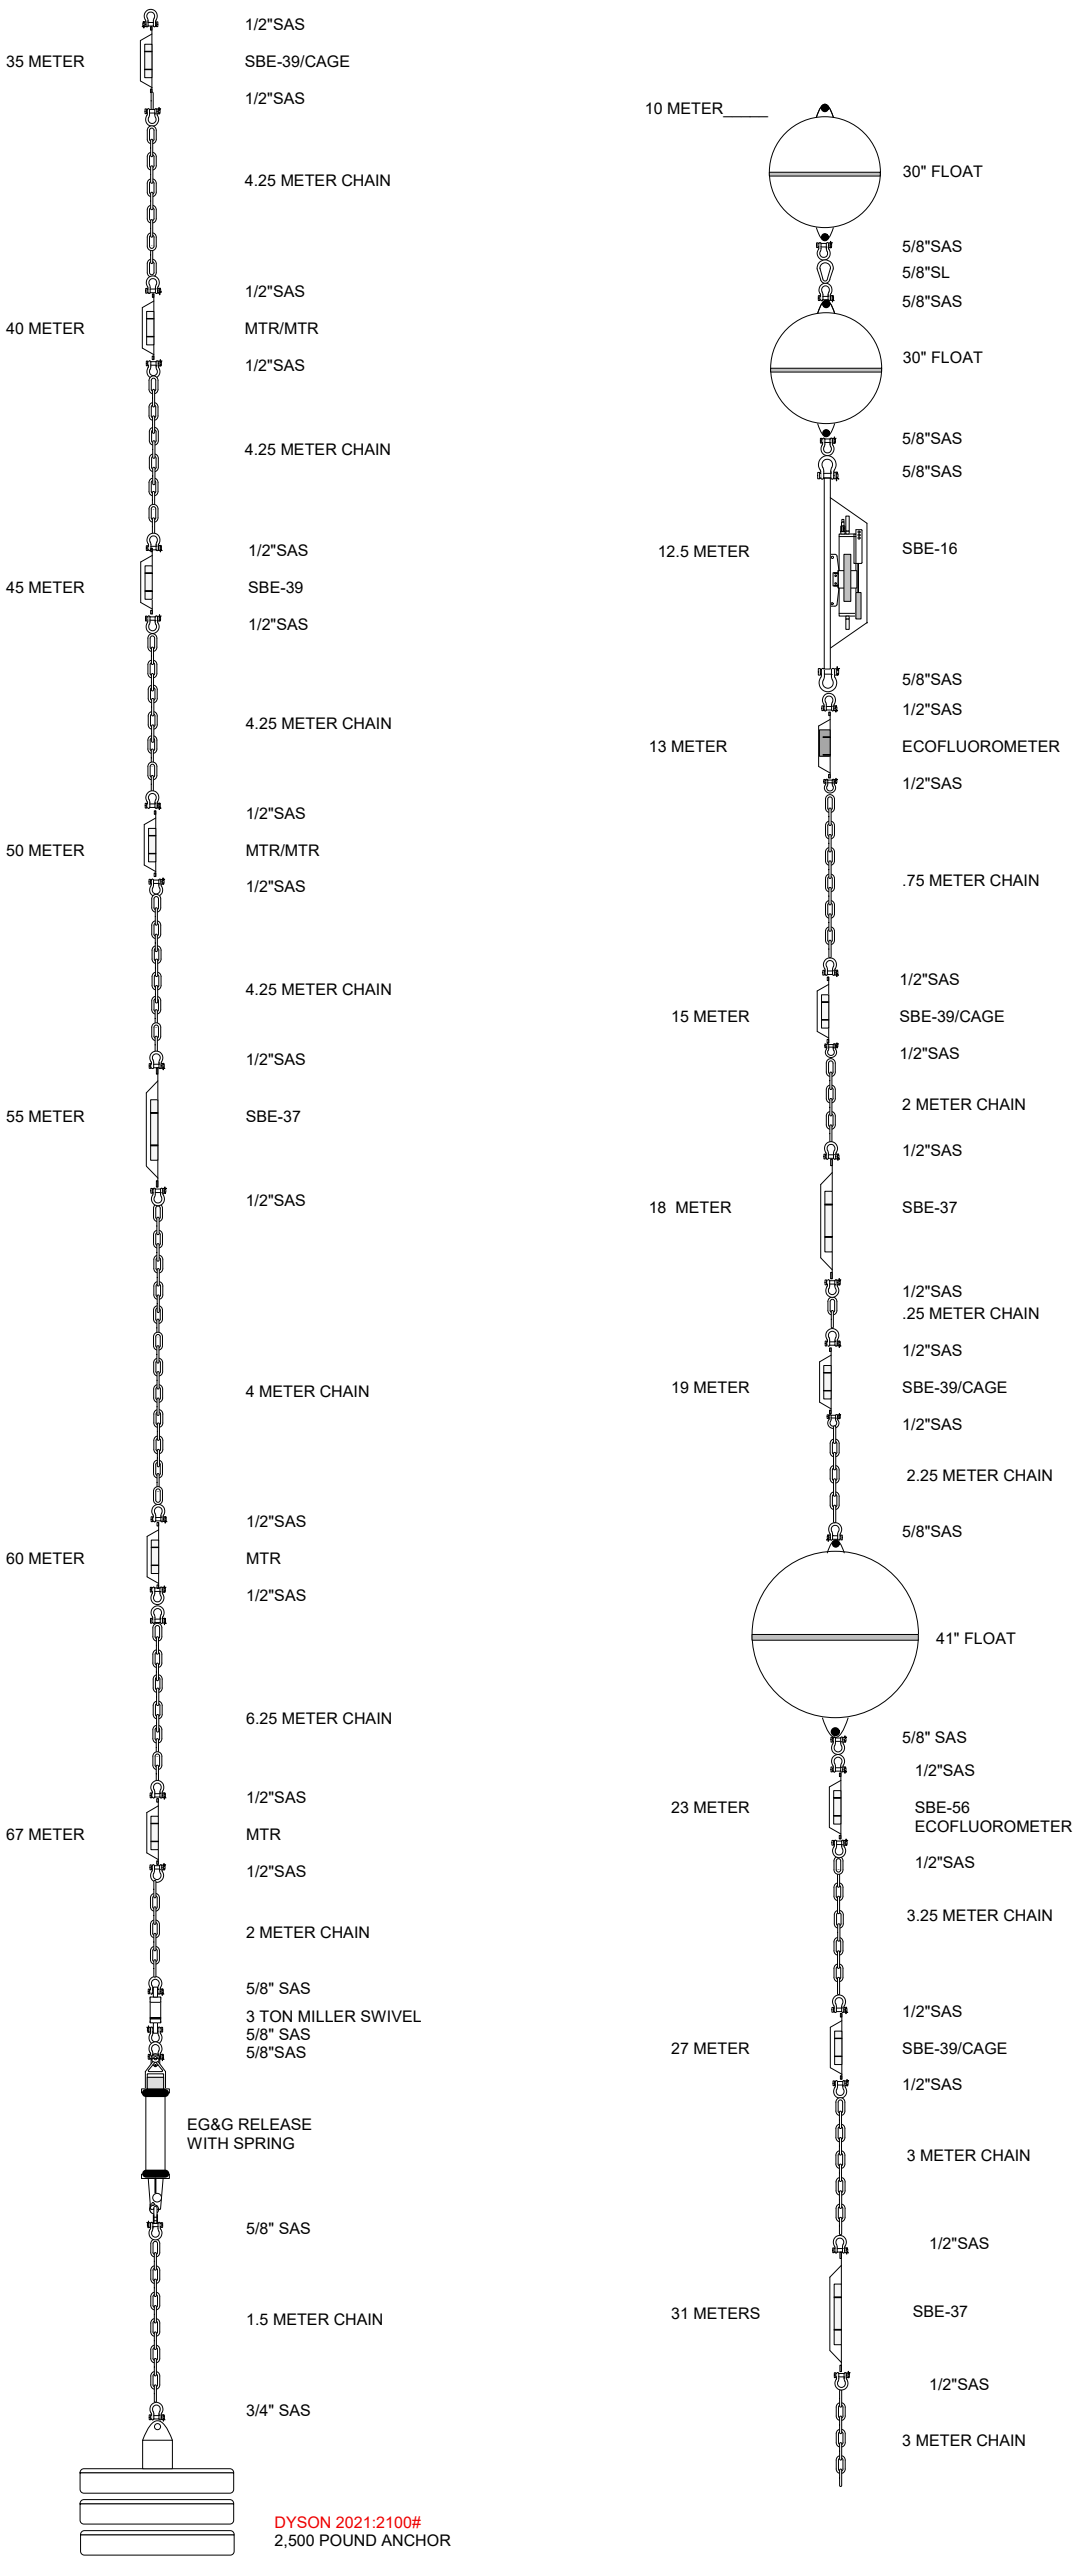 1/2"SAS
35 METER
SBE-39/CAGE
1/2"SAS
4.25 METER CHAIN
1/2"SAS
40 METER
MTR/MTR
1/2"SAS
4.25 METER CHAIN
1/2"SAS
45 METER
SBE-39
1/2"SAS
4.25 METER CHAIN
1/2"SAS
50 METER
MTR/MTR
1/2"SAS
4.25 METER CHAIN
1/2"SAS
55 METER
SBE-37
1/2"SAS
4 METER CHAIN
1/2"SAS
60 METER
MTR
1/2"SAS
6.25 METER CHAIN
1/2"SAS
67 METER
MTR
1/2"SAS
2 METER CHAIN
5/8" SAS
3 TON MILLER SWIVEL
5/8" SAS
5/8"SAS
EG&G RELEASE
WITH SPRING
5/8" SAS
1.5 METER CHAIN
3/4" SAS
DYSON 2021:2100#
2,500 POUND ANCHOR
10 METER_____
30" FLOAT
5/8"SAS
5/8"SL
5/8"SAS
30" FLOAT
5/8"SAS
5/8"SAS
12.5 METER
SBE-16
5/8"SAS
1/2"SAS
13 METER
ECOFLUOROMETER
1/2"SAS
.75 METER CHAIN
1/2"SAS
15 METER
SBE-39/CAGE
1/2"SAS
2 METER CHAIN
1/2"SAS
18 METER
SBE-37
1/2"SAS
.25 METER CHAIN
1/2"SAS
19 METER
SBE-39/CAGE
1/2"SAS
2.25 METER CHAIN
5/8"SAS
41" FLOAT
5/8" SAS
1/2"SAS
23 METER
SBE-56
ECOFLUOROMETER
1/2"SAS
3.25 METER CHAIN
1/2"SAS
27 METER
SBE-39/CAGE
1/2"SAS
3 METER CHAIN
1/2"SAS
31 METERS
SBE-37
1/2"SAS
3 METER CHAIN